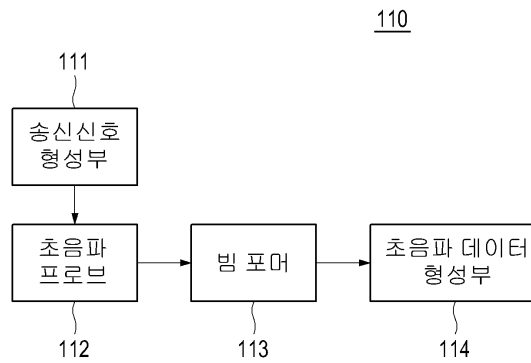 110
111
송신신호
형성부
초음파
프로브
빔 포머
초음파 데이터
형성부
112
113
114